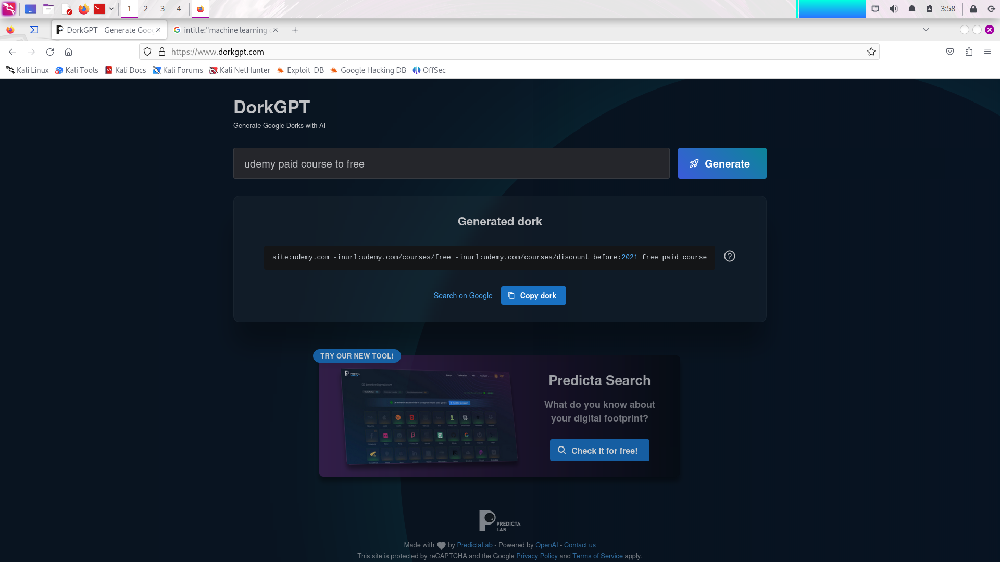 1 2 3 4
3:58
DorkGPT - Generate Goo
intitle:"machine learning
https://www.dorkgpt.com
Kali Linux Kali Tools Kali Docs Kali Forums Kali NetHunter Exploit-DB Google Hacking DB OffSec
DorkGPT
Generate Google Dorks with AI
udemy paid course to free
Generate
Generated dork
site:udemy.com -inurl:udemy.com/courses/free -inurl:udemy.com/courses/discount before:2021 free paid course
Search on Google
Copy dork
TRY OUR NEW TOOL!
PREDICTA
SEARCH
Predicta Search
What do you know about
your digital footprint?
Check it for free!
PREDICTA
LAB
Made with by PredictaLab - Powered by OpenAI - Contact us
This site is protected by reCAPTCHA and the Google Privacy Policy and Terms of Service apply.